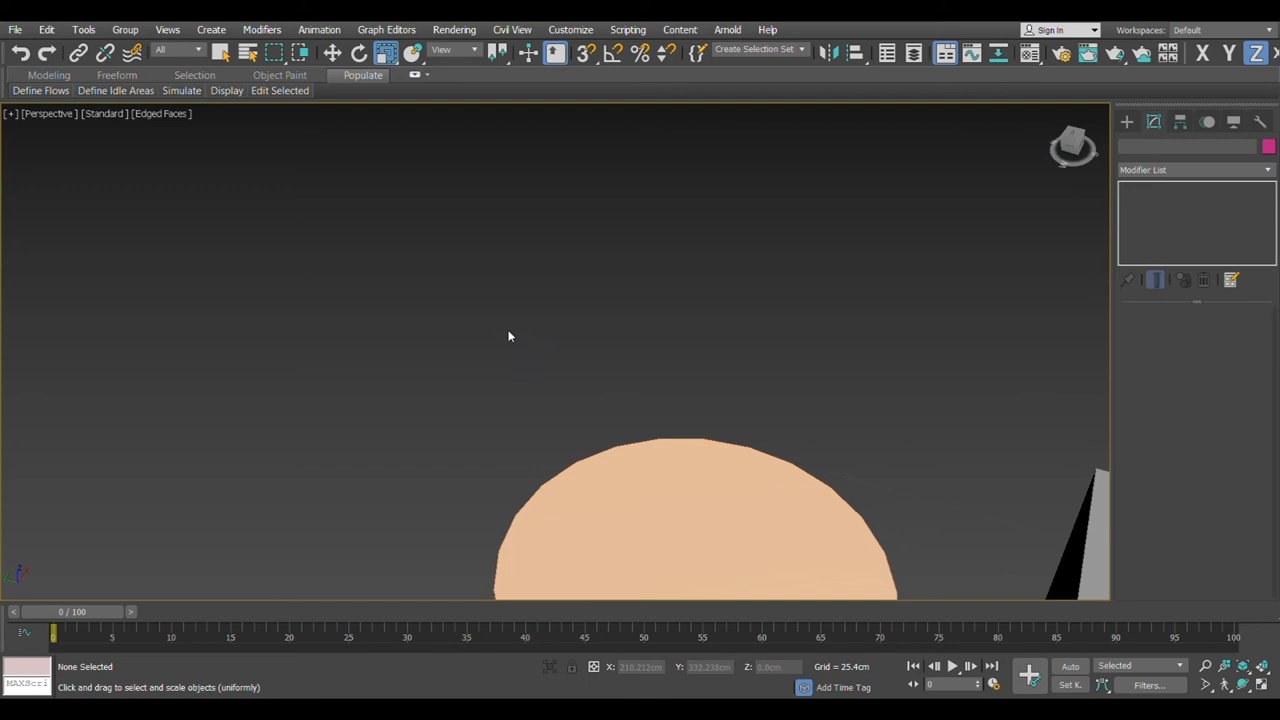 File Edit Tools Group Views Create Modifiers Animation Graph Editors Rendering Civil View Customize Scripting Content Arnold Help Sign In Workspaces: Default
All View Create Selection Set X Y Z
Modeling Freeform Selection Object Paint Populate
Define Flows Define Idle Areas Simulate Display Edit Selected
[+] [Perspective ] [Standard ] [Edged Faces ]
Modifier List
< 0 / 100 >
0 5 10 15 20 25 30 35 40 45 50 55 60 65 70 75 80 85 90 95 100
None Selected X: 210.212cm Y: 332.238cm Z: 0.0cm Grid = 25.4cm Auto Selected
MAXScri Click and drag to select and scale objects (uniformly) Add Time Tag 0 Set K. Filters...